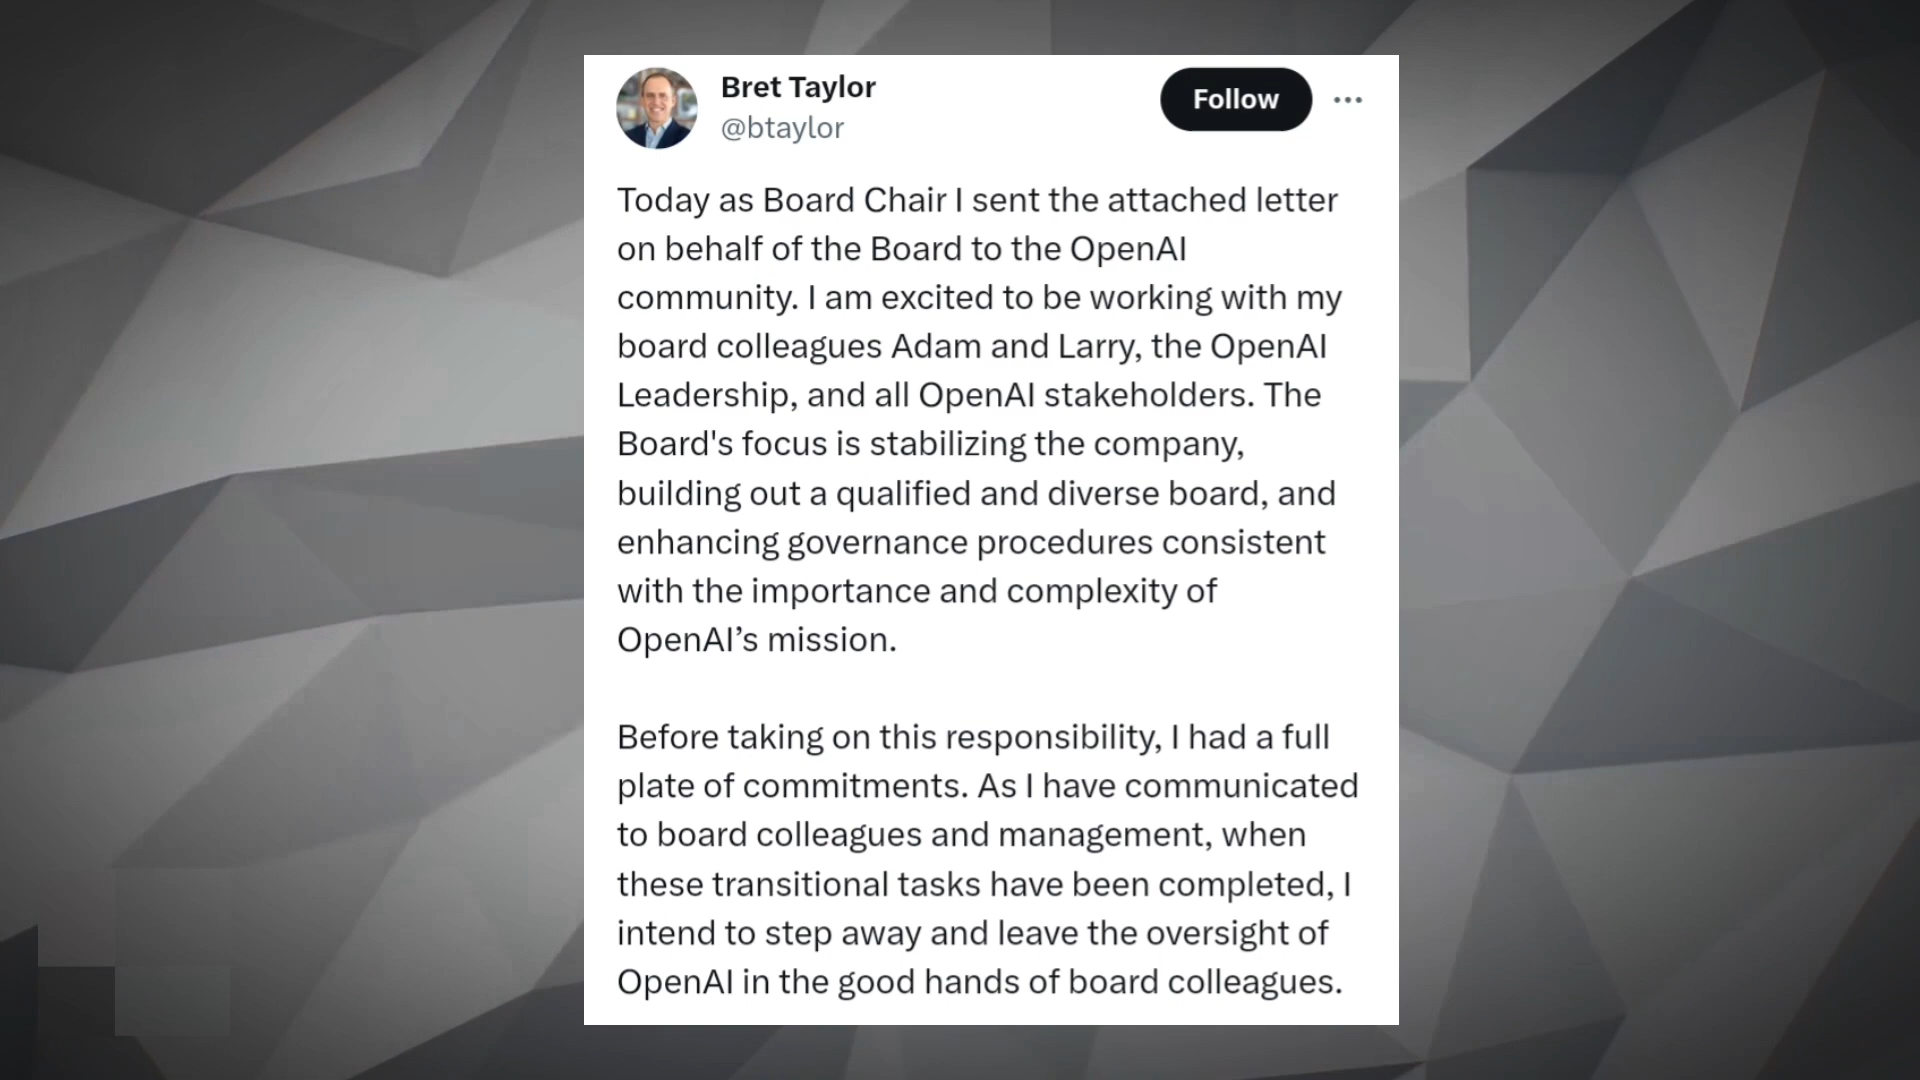 Bret Taylor
@btaylor
Follow
Today as Board Chair I sent the attached letter
on behalf of the Board to the OpenAI
community. I am excited to be working with my
board colleagues Adam and Larry, the OpenAI
Leadership, and all OpenAI stakeholders. The
Board's focus is stabilizing the company,
building out a qualified and diverse board, and
enhancing governance procedures consistent
with the importance and complexity of
OpenAI’s mission.
Before taking on this responsibility, I had a full
plate of commitments. As I have communicated
to board colleagues and management, when
these transitional tasks have been completed, I
intend to step away and leave the oversight of
OpenAI in the good hands of board colleagues.